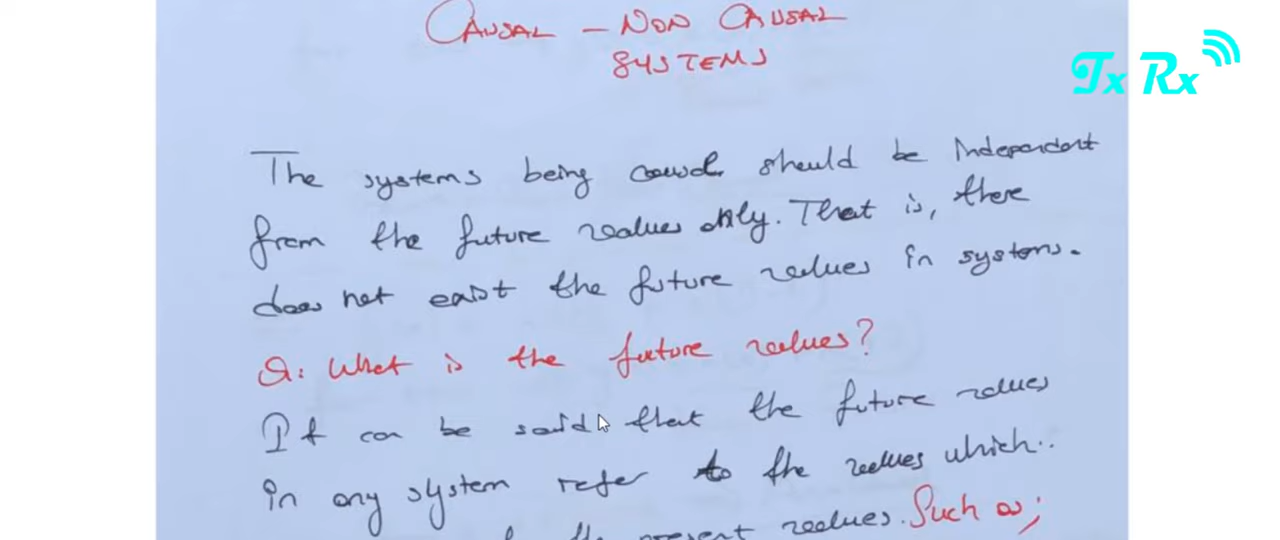 CAUSAL - NON CAUSAL
SYSTEMS
Tx Rx
The systems being causal should be independent
from the future values only. That is, there
does not exist the future values in systems.
Q: What is the future values?
It can be said that the future values
in any system refer to the values which..
present values. Such as;